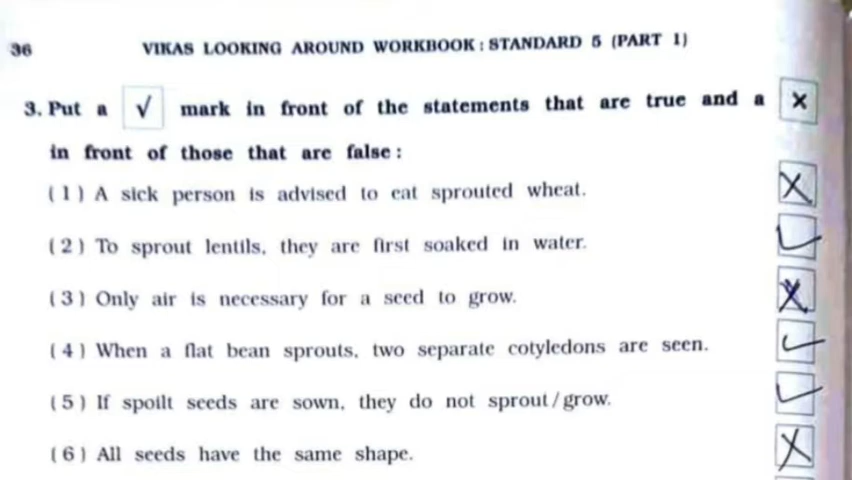 36 VIKAS LOOKING AROUND WORKBOOK : STANDARD 5 (PART 1)
3. Put a √ mark in front of the statements that are true and a ×
in front of those that are false :
(1) A sick person is advised to eat sprouted wheat. ✗
(2) To sprout lentils, they are first soaked in water. ✓
(3) Only air is necessary for a seed to grow. ✗
(4) When a flat bean sprouts, two separate cotyledons are seen. ✓
(5) If spoilt seeds are sown, they do not sprout/grow. ✓
(6) All seeds have the same shape. ✗